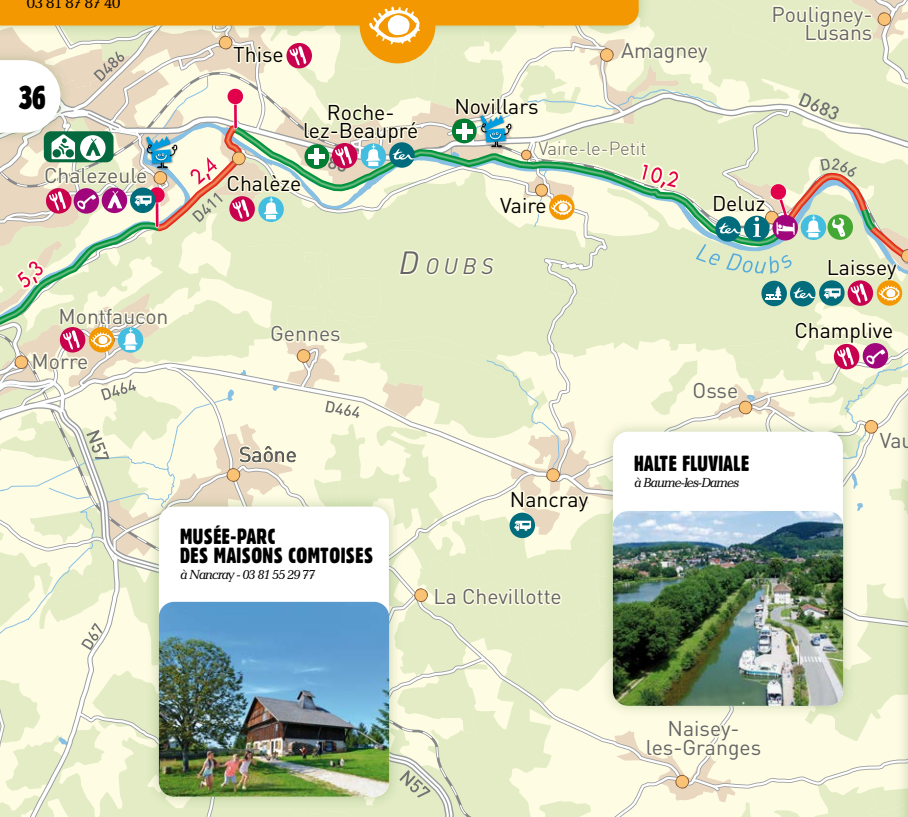 03 81 87 87 40
36
Pouligney-
Lusans
Amagney
Thise
D486
D683
Roche-
lez-Beaupré
Novillars
ter
Vaire-le-Petit
D266
Chalezeule
2,4
Chalèze
D411
10,2
Vaire
Deluz
ter
i
Le Doubs
Laissey
ter
DOUBS
5,3
Montfaucon
Gennes
Champlive
Morre
D464
D464
Osse
N57
Saône
Nancray
HALTE FLUVIALE
à Baume-les-Dames
MUSÉE-PARC
DES MAISONS COMTOISES
à Nancray - 03 81 55 29 77
La Chevillotte
D67
Naisey-
les-Granges
N57